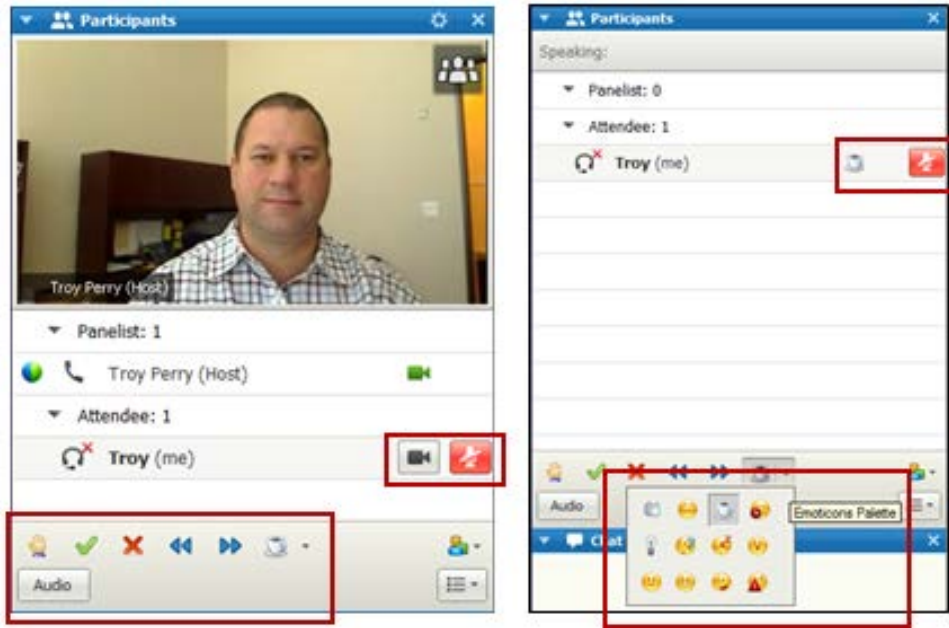 Participants
Troy Perry (Host)
Panelist: 1
Troy Perry (Host)
Attendee: 1
Troy (me)
Audio
Participants
Speaking:
Panelist: 0
Attendee: 1
Troy (me)
Audio
Emoticons Palette
Chat